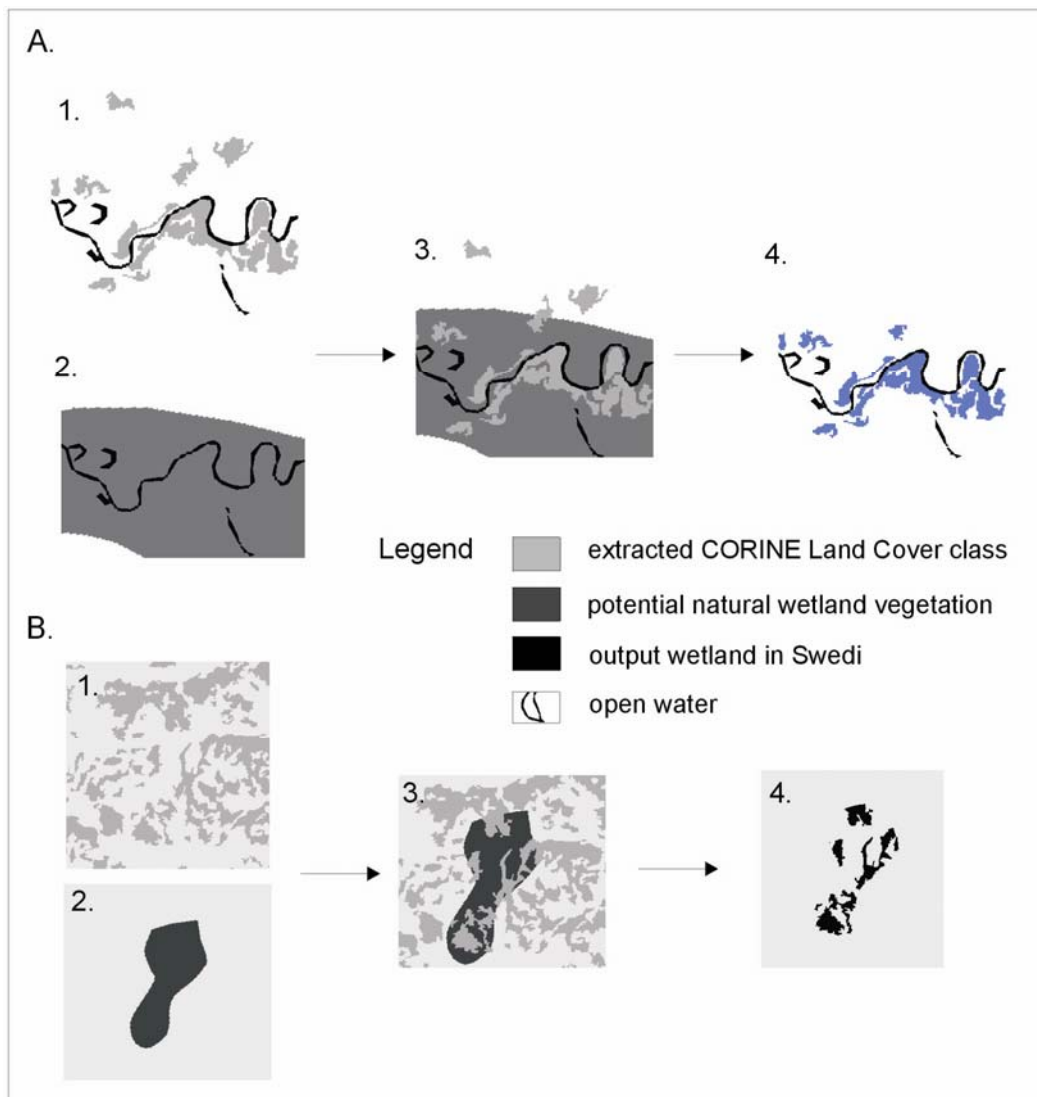 A.
1.
2.
3.
4.
Legend
extracted CORINE Land Cover class
potential natural wetland vegetation
output wetland in Swedi
open water
B.
1.
2.
3.
4.